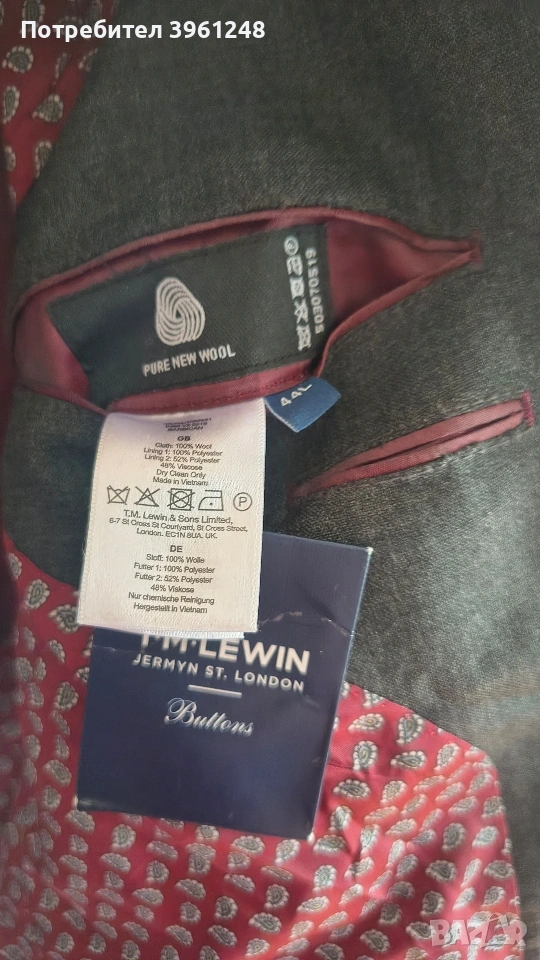 Потребител 3961248
PURE NEW WOOL
44L
GB
Cloth: 100% Wool
Lining 1: 100% Polyester
Lining 2: 52% Polyester
48% Viscose
Dry Clean Only
Made in Vietnam
P
T.M. Lewin & Sons Limited,
6-7 St Cross St Courtyard, St Cross Street,
London. EC1N 8UA. UK.
DE
Stoff: 100% Wolle
Futter 1: 100% Polyester
Futter 2: 52% Polyester
48% Viskose
Nur chemische Reinigung
Hergestellt in Vietnam
T.M.LEWIN
JERMYN ST. LONDON
Buttons
BAZAR